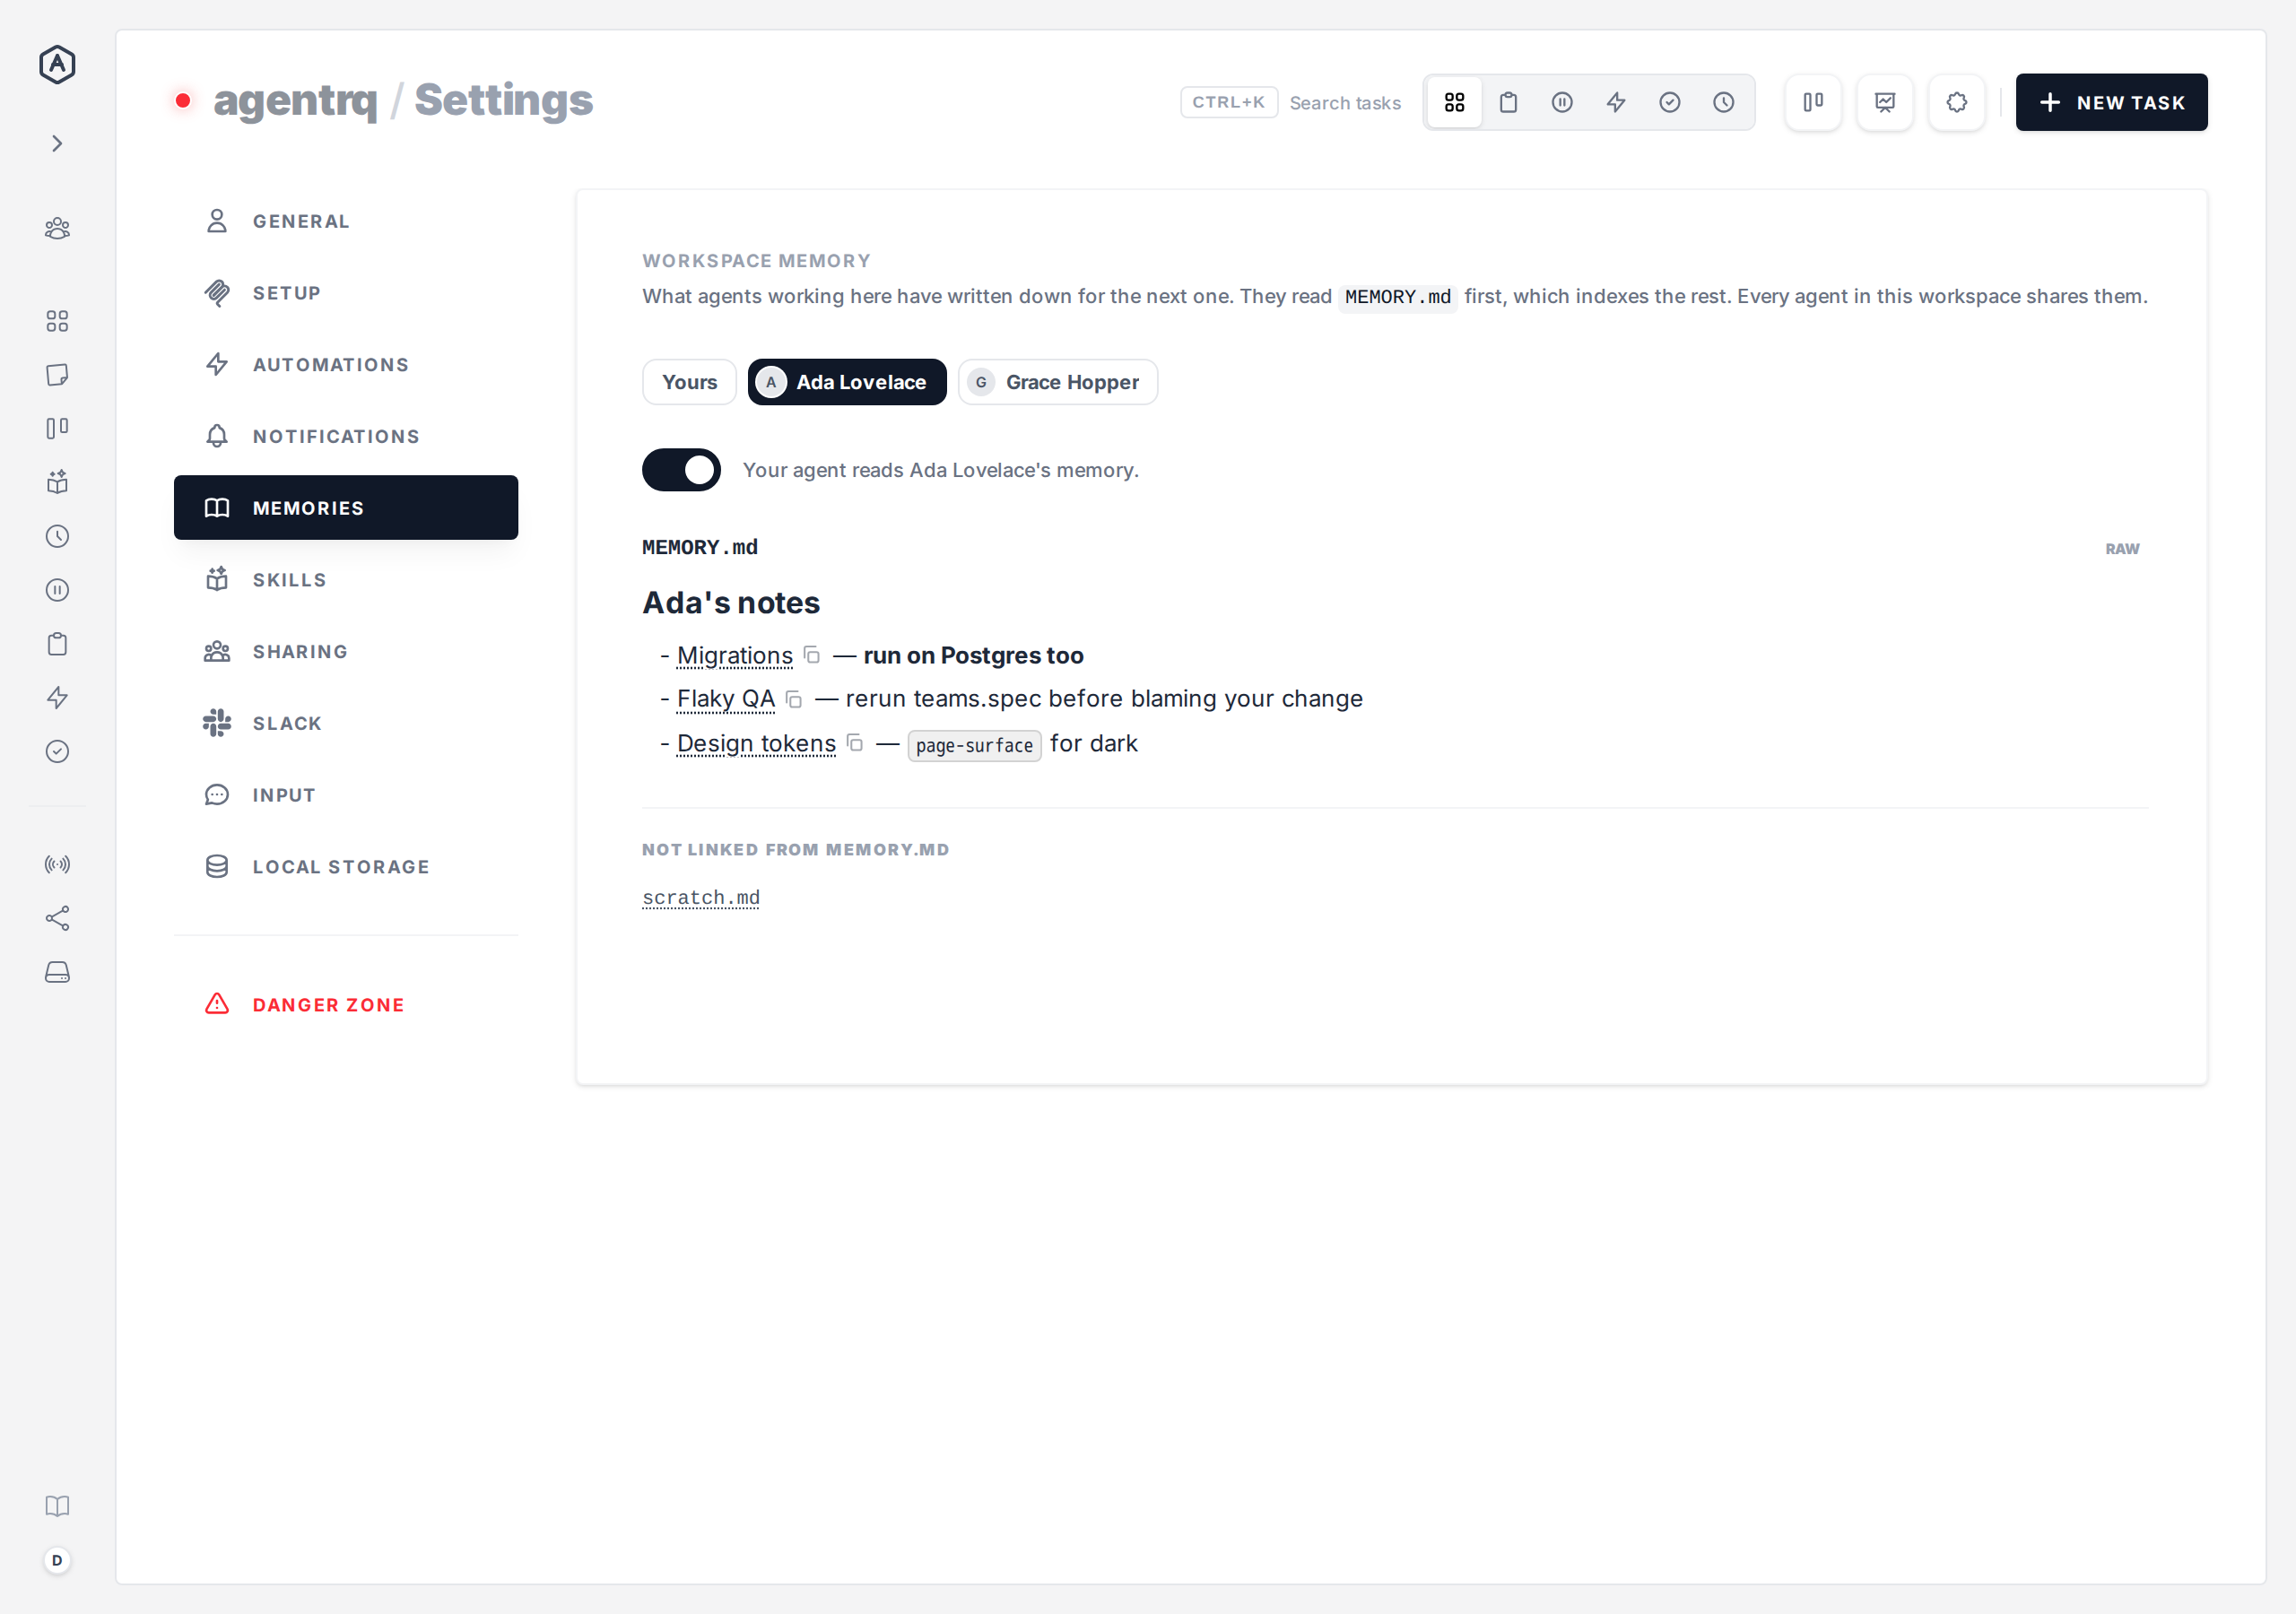 agentrq / Settings
CTRL+K Search tasks
NEW TASK
GENERAL
SETUP
AUTOMATIONS
NOTIFICATIONS
MEMORIES
SKILLS
SHARING
SLACK
INPUT
LOCAL STORAGE
DANGER ZONE
WORKSPACE MEMORY
What agents working here have written down for the next one. They read MEMORY.md first, which indexes the rest. Every agent in this workspace shares them.
Yours A Ada Lovelace G Grace Hopper
Your agent reads Ada Lovelace's memory.
MEMORY.md RAW
Ada's notes
- Migrations — run on Postgres too
- Flaky QA — rerun teams.spec before blaming your change
- Design tokens — page-surface for dark
NOT LINKED FROM MEMORY.MD
scratch.md
D